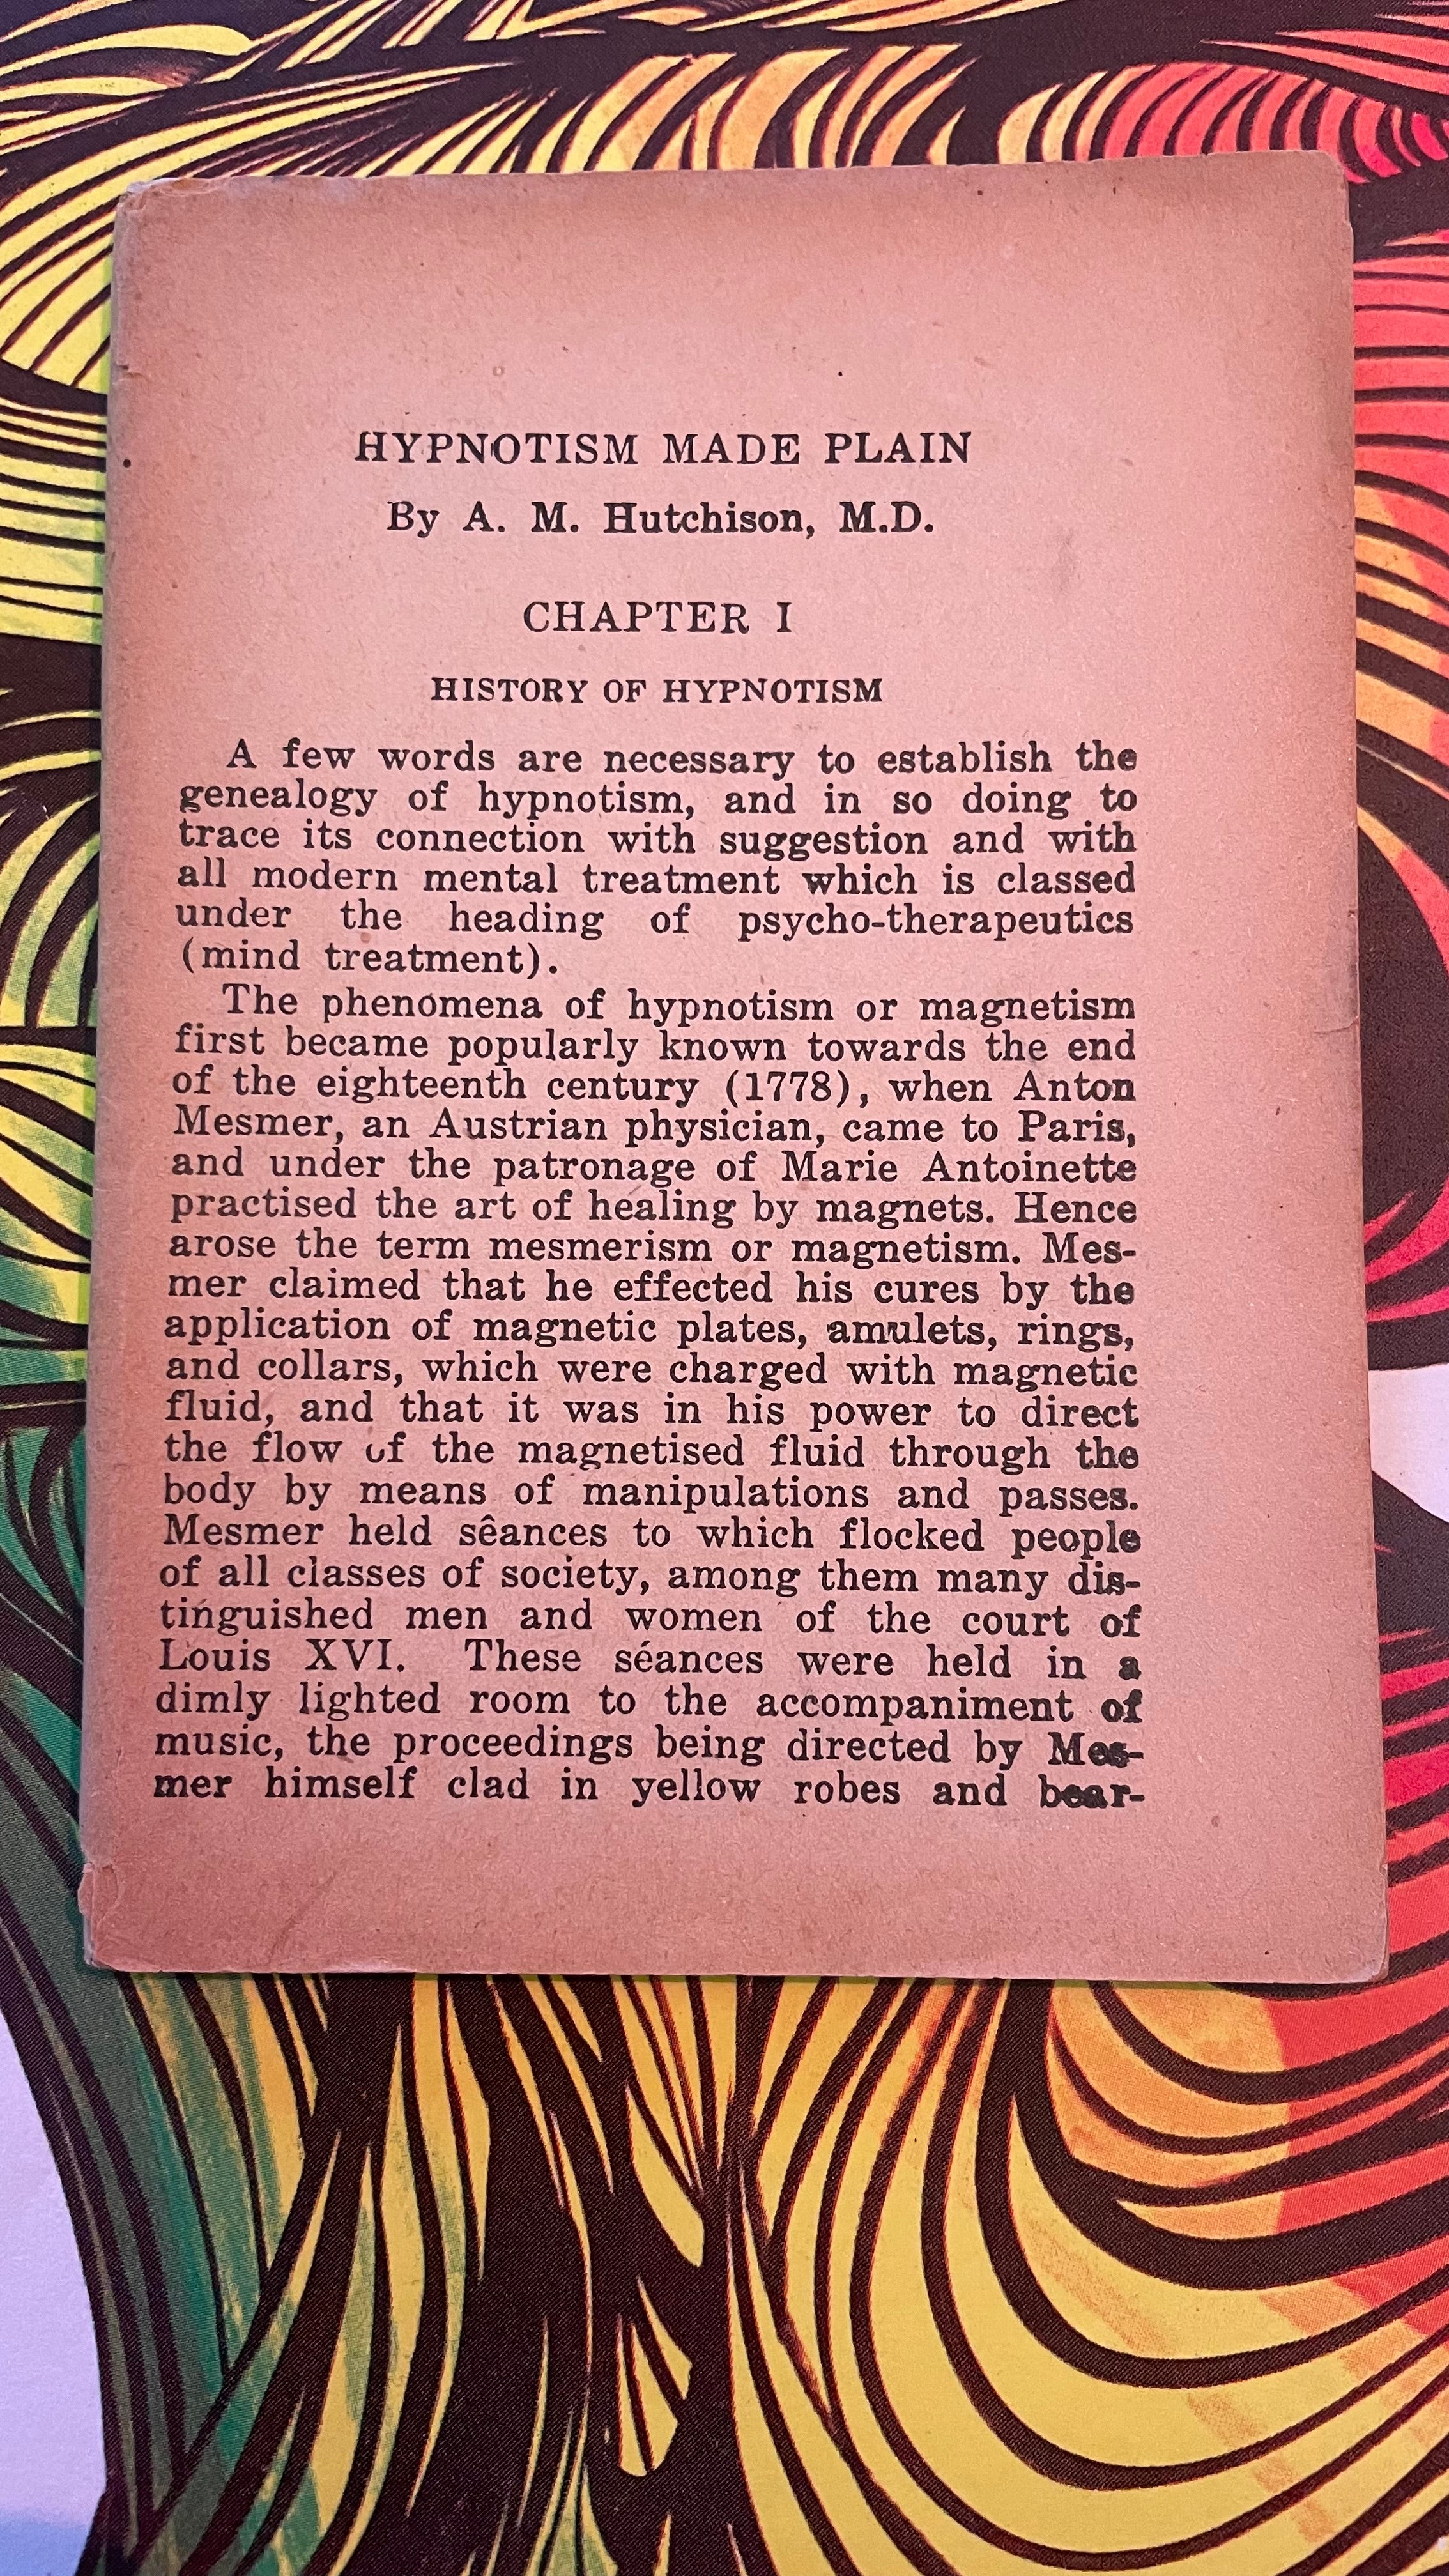 HYPNOTISM MADE PLAIN
By A. M. Hutchison, M.D.
CHAPTER I
HISTORY OF HYPNOTISM
A few words are necessary to establish the
genealogy of hypnotism, and in so doing to
trace its connection with suggestion and with
all modern mental treatment which is classed
under the heading of psycho-therapeutics
(mind treatment).
The phenomena of hypnotism or magnetism
first became popularly known towards the end
of the eighteenth century (1778), when Anton
Mesmer, an Austrian physician, came to Paris,
and under the patronage of Marie Antoinette
practised the art of healing by magnets. Hence
arose the term mesmerism or magnetism. Mes-
mer claimed that he effected his cures by the
application of magnetic plates, amulets, rings,
and collars, which were charged with magnetic
fluid, and that it was in his power to direct
the flow of the magnetised fluid through the
body by means of manipulations and passes.
Mesmer held sêances to which flocked people
of all classes of society, among them many dis-
tinguished men and women of the court of
Louis XVI. These séances were held in a
dimly lighted room to the accompaniment of
music, the proceedings being directed by Mes-
mer himself clad in yellow robes and bear-